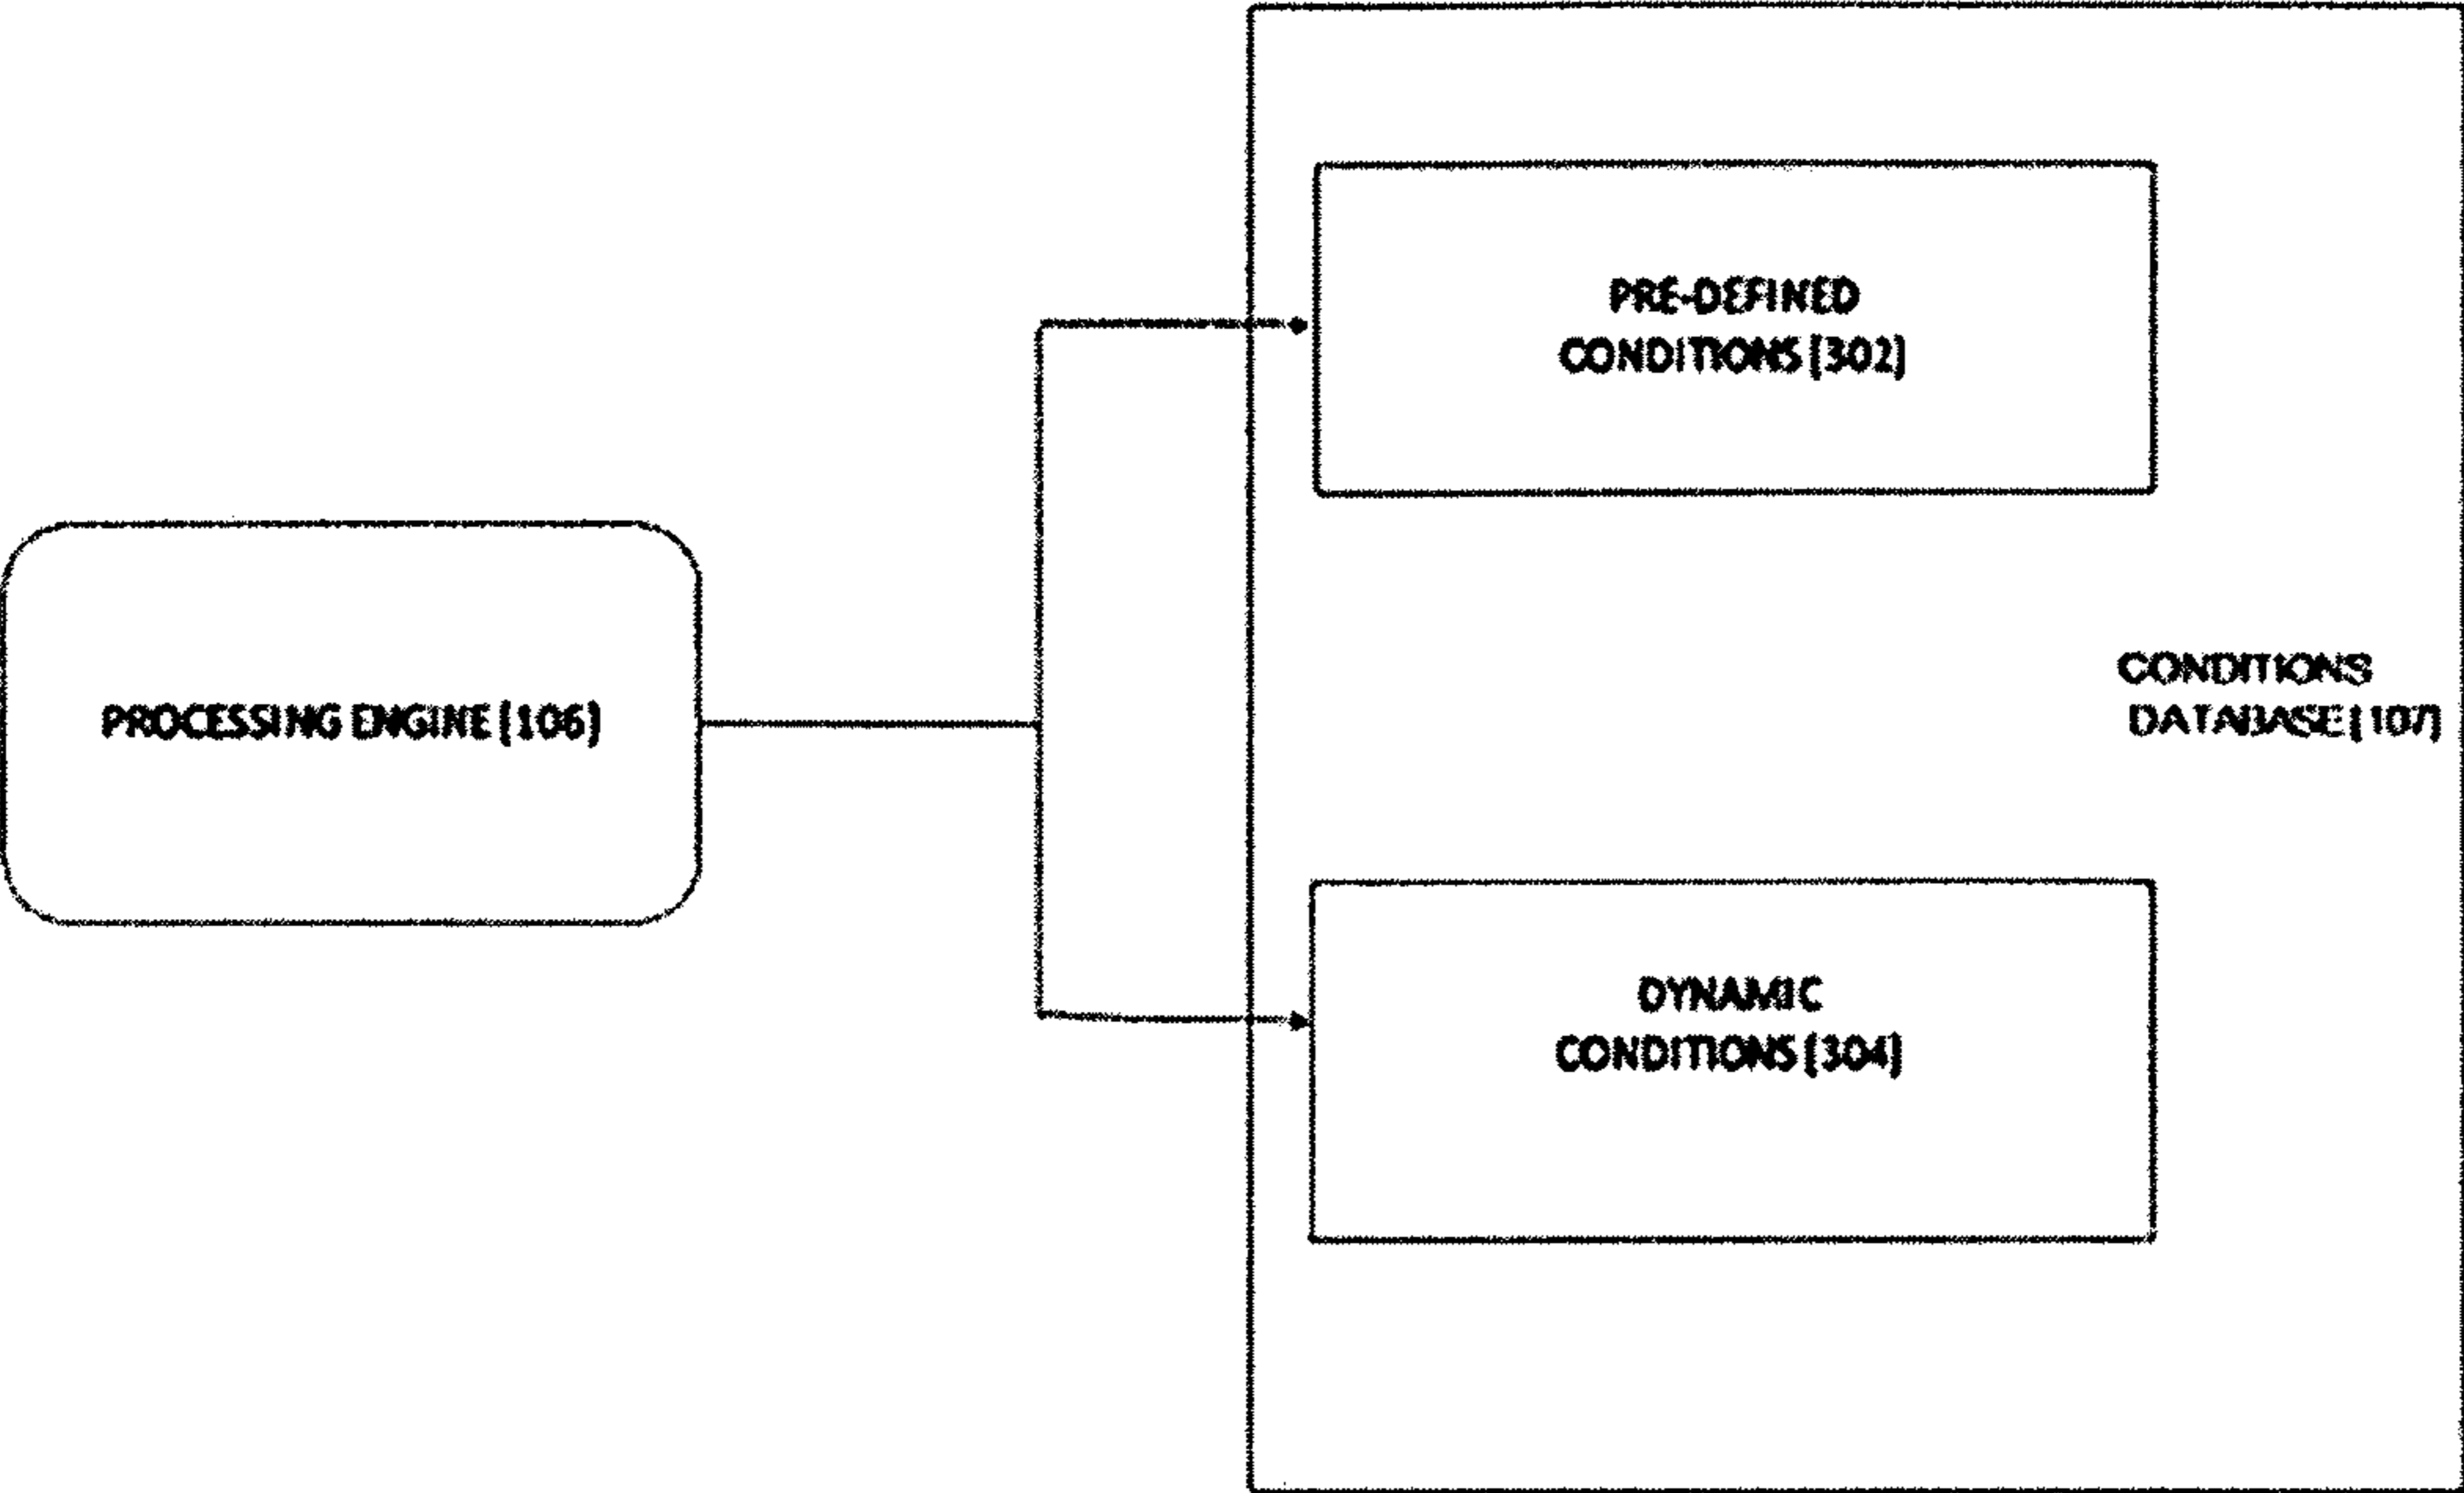 PRE-DEFINED
CONDITIONS [302]
PROCESSING ENGINE [106]
CONDITIONS
DATABASE [107]
DYNAMIC
CONDITIONS [304]